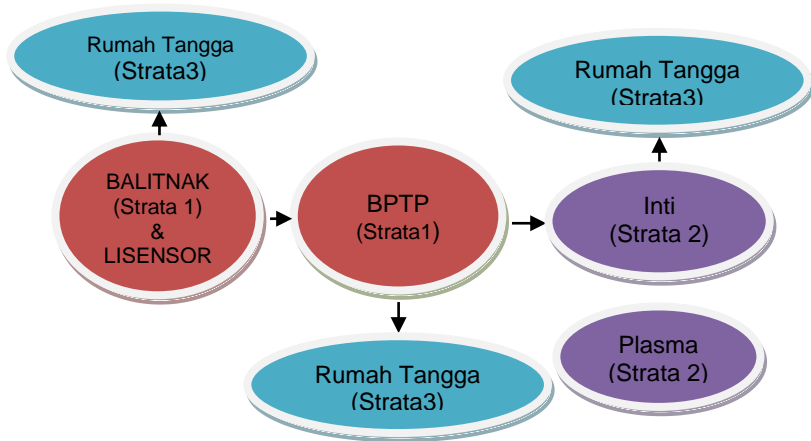 Rumah Tangga
(Strata3)
Rumah Tangga
(Strata3)
BALITNAK
(Strata 1)
&
LISENSOR
BPTP
(Strata1)
Inti
(Strata 2)
Rumah Tangga
(Strata3)
Plasma
(Strata 2)